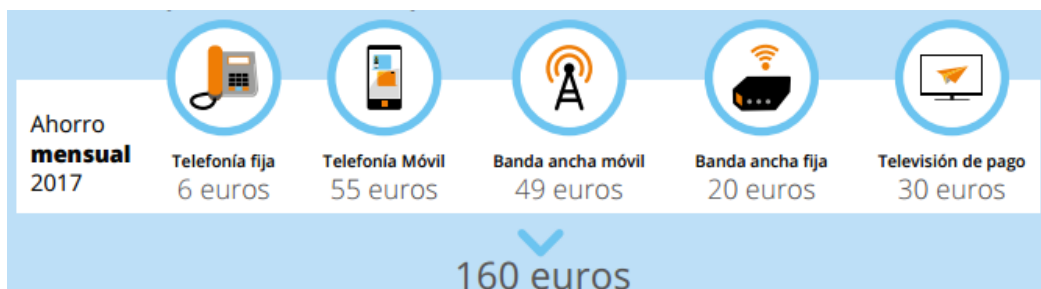 Ahorro
mensual
2017
Telefonía fija
6 euros
Telefonía Móvil
55 euros
Banda ancha móvil
49 euros
Banda ancha fija
20 euros
Televisión de pago
30 euros
160 euros